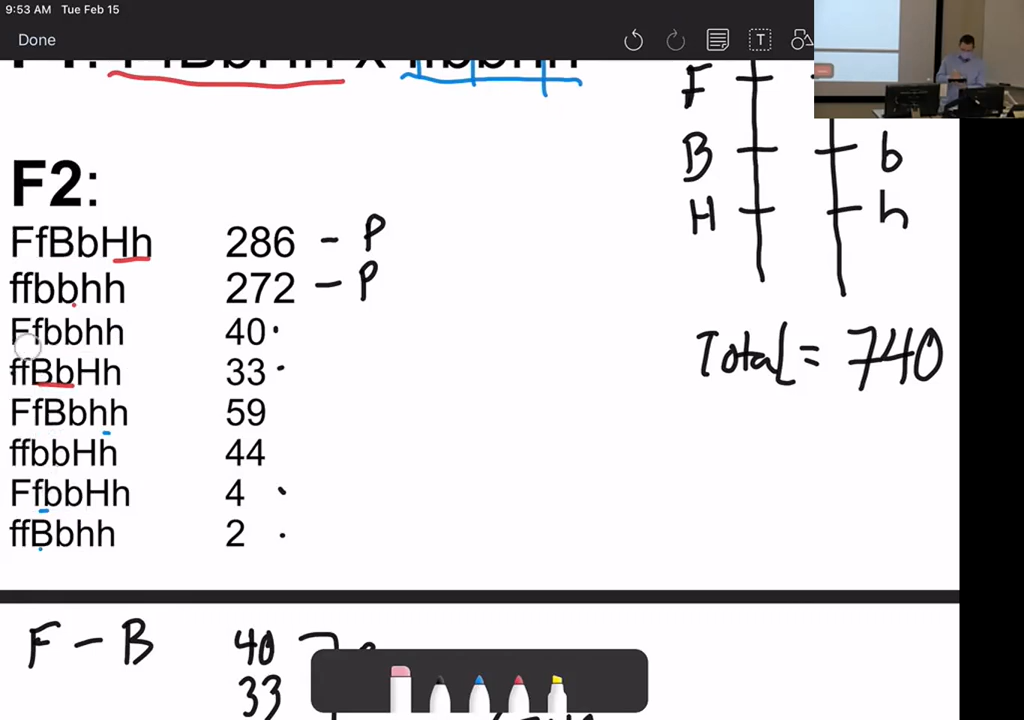 9:53 AM Tue Feb 15
Done
T
F
B b
H h
F2:
FfBbHh 286 - P
ffbbhh 272 - P
Ffbbhh 40
ffBbHh 33
FfBbhh 59
ffbbHh 44
FfbbHh 4
ffBbhh 2
Total = 740
F - B 40
33